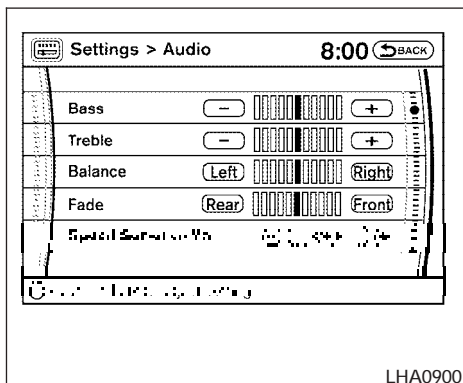 Settings > Audio 8:00 BACK
Bass − +
Treble − +
Balance Left Right
Fade Rear Front
LHA0900